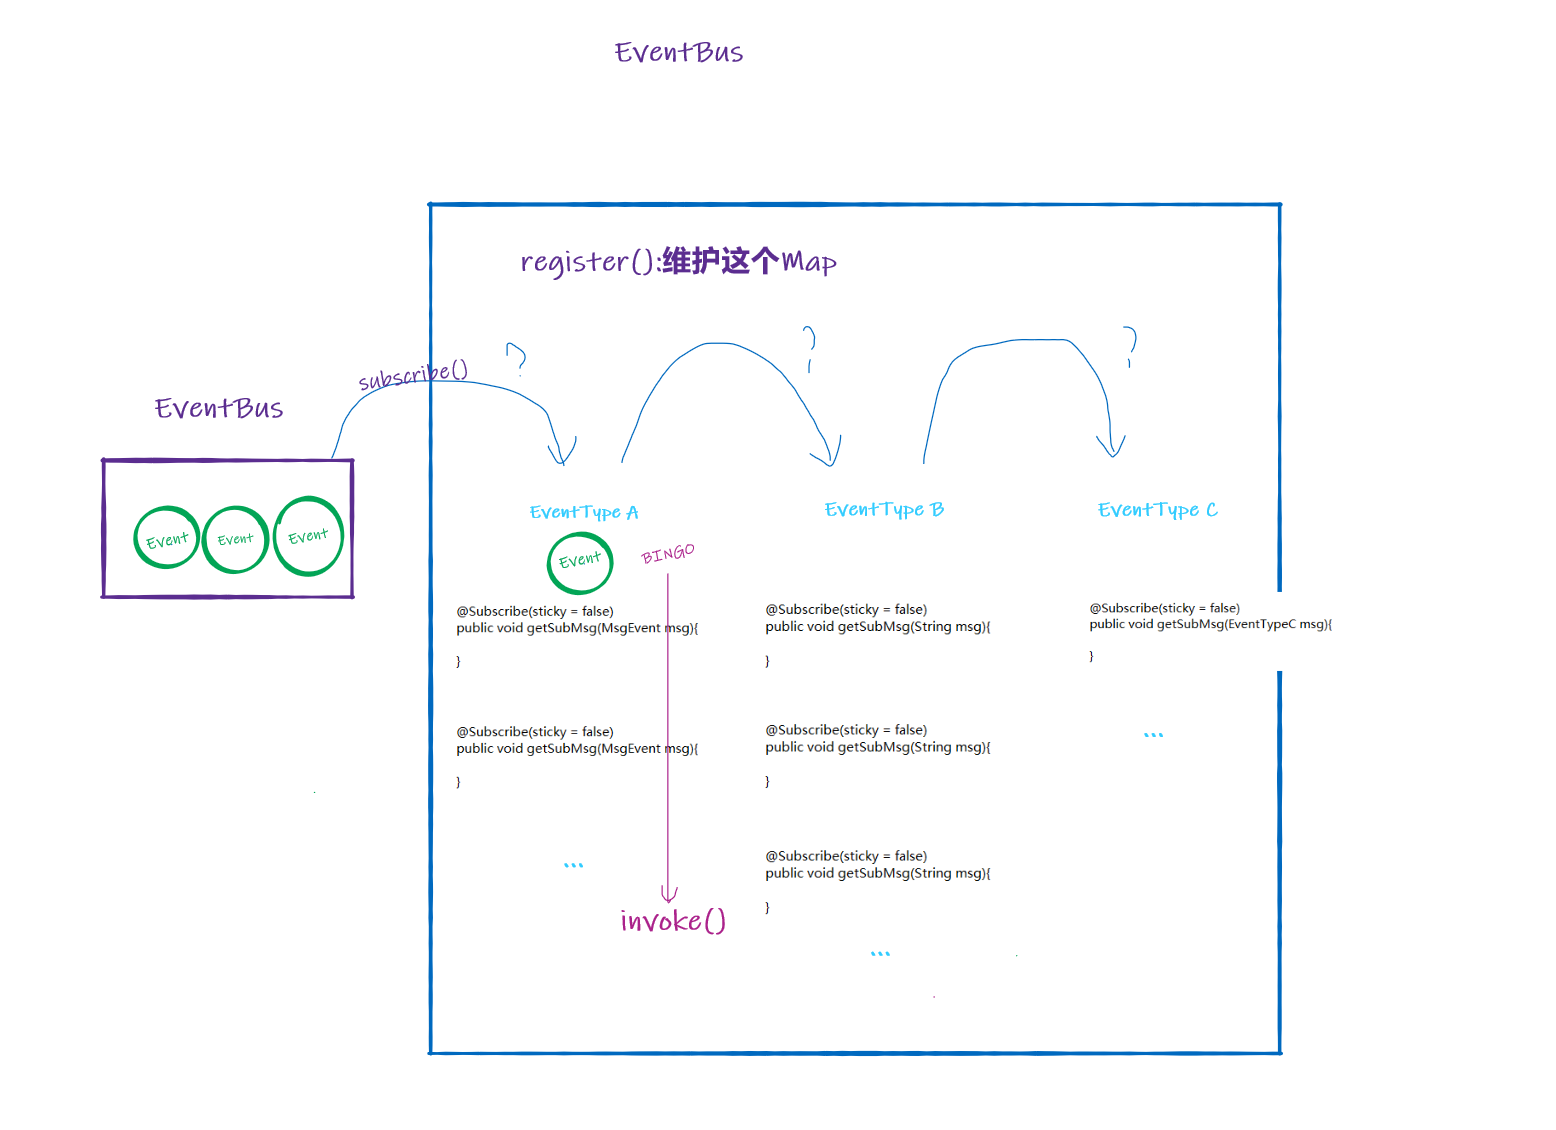 EventBus
register():维护这个Map
?
?
?
subscribe()
EventBus
Event
Event
Event
EventType A
EventType B
EventType C
Event
BINGO
@Subscribe(sticky = false)
public void getSubMsg(MsgEvent msg){
}
@Subscribe(sticky = false)
public void getSubMsg(String msg){
}
@Subscribe(sticky = false)
public void getSubMsg(EventTypeC msg){
}
@Subscribe(sticky = false)
public void getSubMsg(MsgEvent msg){
}
@Subscribe(sticky = false)
public void getSubMsg(String msg){
}
...
...
@Subscribe(sticky = false)
public void getSubMsg(String msg){
}
invoke()
...